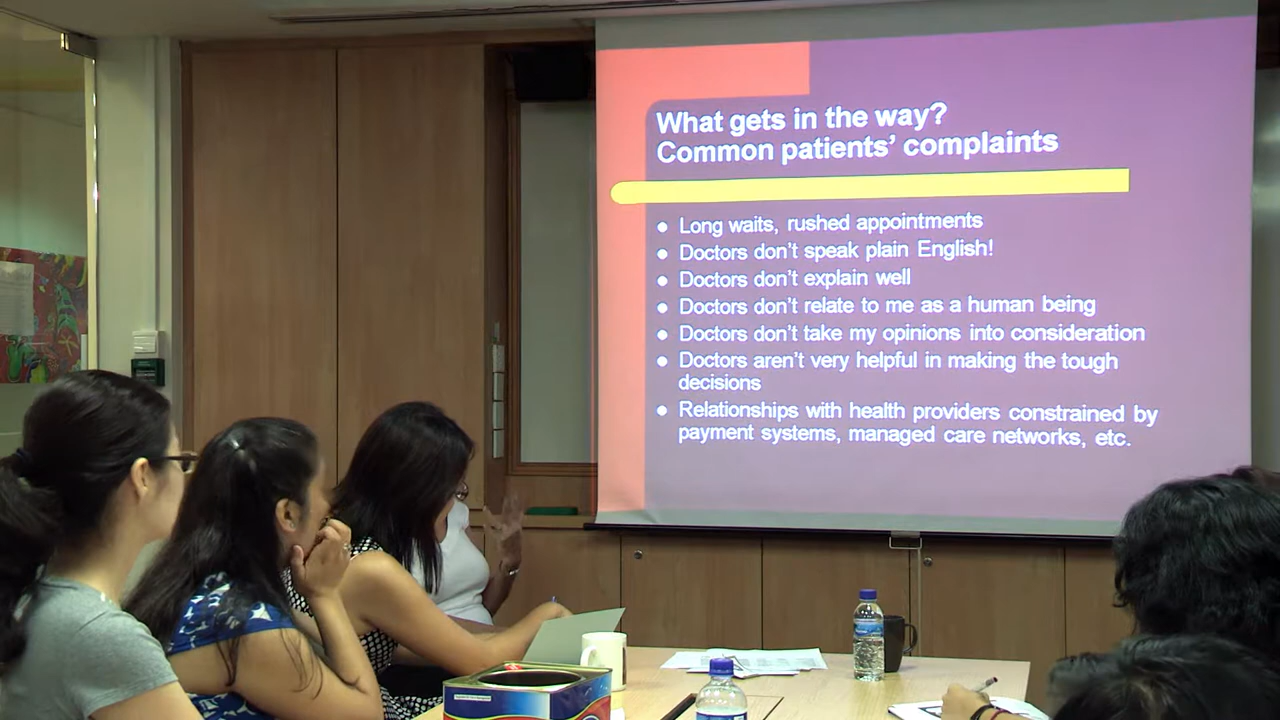 What gets in the way?
Common patients' complaints
Long waits, rushed appointments
Doctors don't speak plain English!
Doctors don't explain well
Doctors don't relate to me as a human being
Doctors don't take my opinions into consideration
Doctors aren't very helpful in making the tough
decisions
Relationships with health providers constrained by
payment systems, managed care networks, etc.